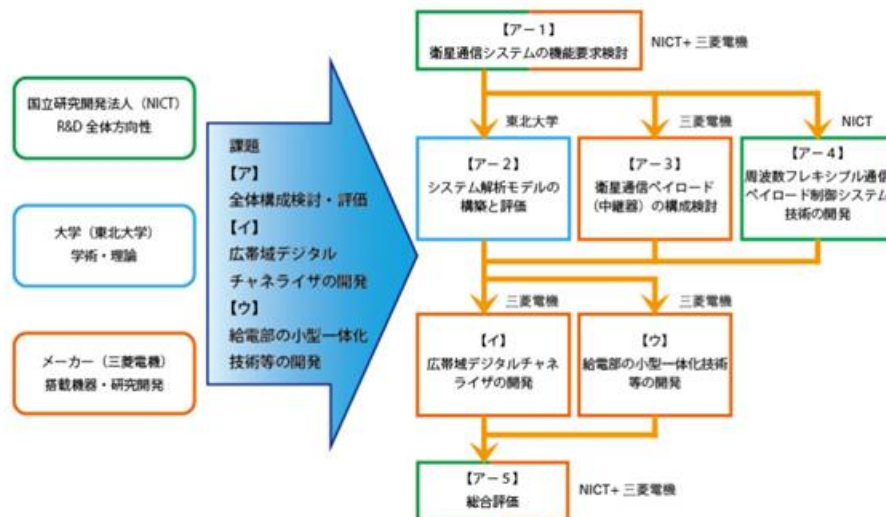 国立研究開発法人（NICT）
R&D 全体方向性
大学（東北大学）
学術・理論
メーカー（三菱電機）
搭載機器・研究開発
課題
【ア】
全体構成検討・評価
【イ】
広帯域デジタル
チャネライザの開発
【ウ】
給電部の小型一体化
技術等の開発
【ア－１】
衛星通信システムの機能要求検討
NICT+ 三菱電機
東北大学
【ア－２】
システム解析モデルの
構築と評価
三菱電機
【ア－３】
衛星通信ペイロード
（中継器）の構成検討
NICT
【ア－４】
周波数フレキシブル通信
ペイロード制御システム
技術の開発
三菱電機
【イ】
広帯域デジタルチャネ
ライザの開発
三菱電機
【ウ】
給電部の小型一体化技術
等の開発
【ア－５】
総合評価
NICT+ 三菱電機